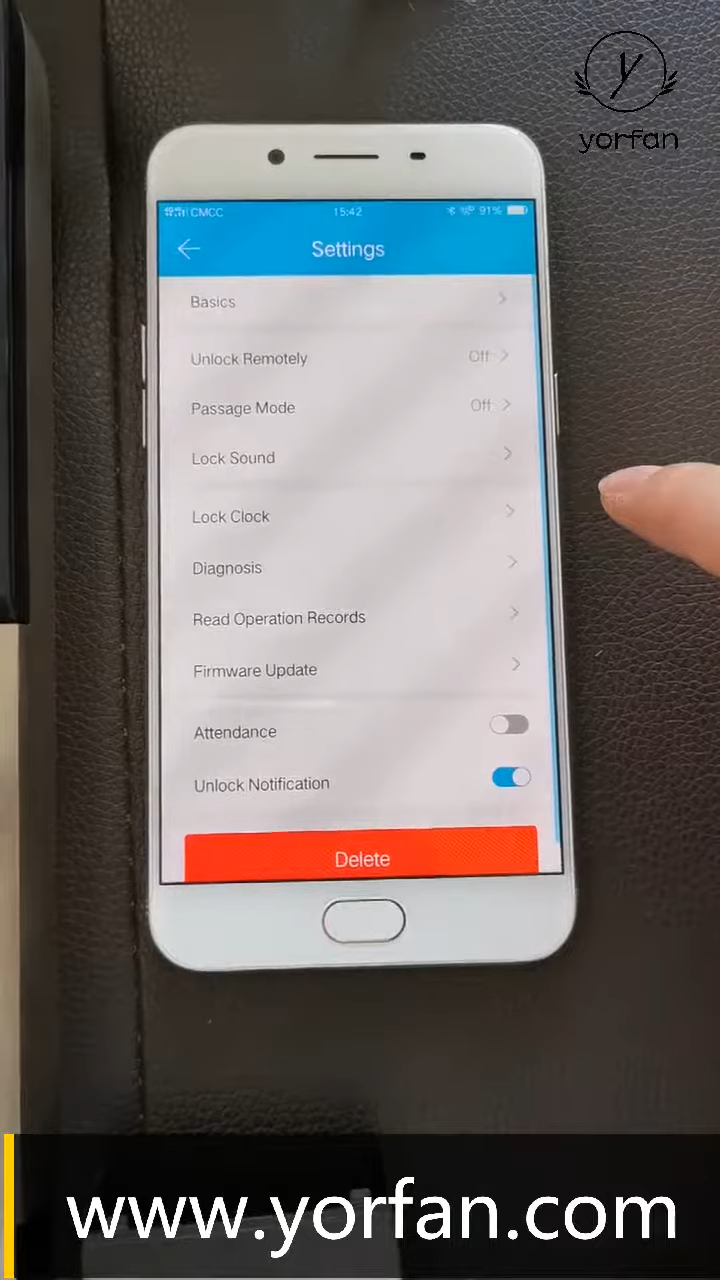 y
yorfan
CMCC 15:42 91%
Settings
Basics
Unlock Remotely Off
Passage Mode Off
Lock Sound
Lock Clock
Diagnosis
Read Operation Records
Firmware Update
Attendance
Unlock Notification
Delete
www.yorfan.com